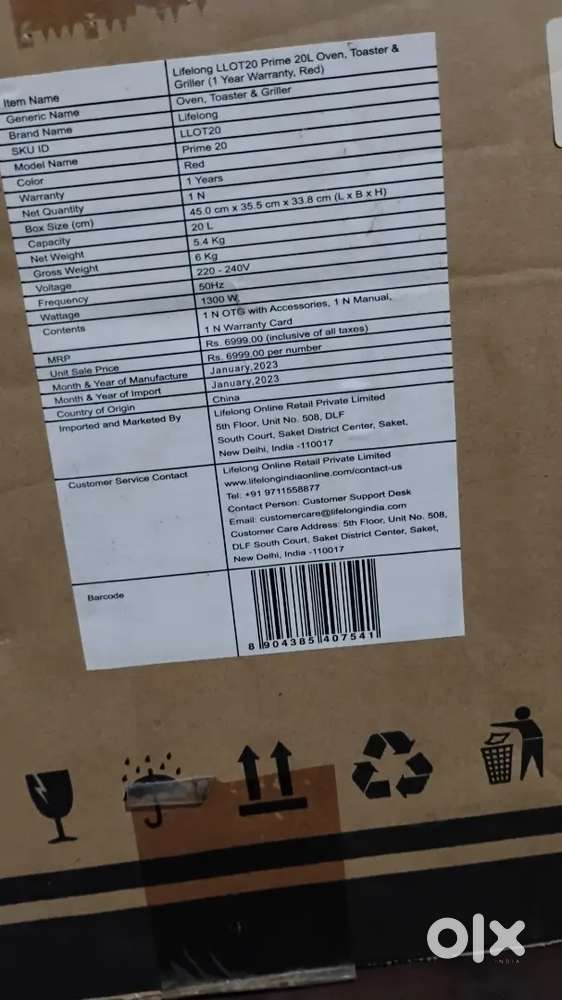 Item Name
Lifelong LLOT20 Prime 20L Oven, Toaster &
Griller (1 Year Warranty, Red)
Generic Name
Oven, Toaster & Griller
Brand Name
Lifelong
SKU ID
LLOT20
Model Name
Prime 20
Color
Red
Warranty
1 Years
Net Quantity
1 N
Box Size (cm)
45.0 cm x 35.5 cm x 33.8 cm (L x B x H)
Capacity
20 L
Net Weight
5.4 Kg
Gross Weight
6 Kg
Voltage
220 - 240V
Frequency
50Hz
Wattage
1300 W
Contents
1 N OTG with Accessories, 1 N Manual,
1 N Warranty Card
MRP
Rs. 6999.00 (inclusive of all taxes)
Unit Sale Price
Rs. 6999.00 per number
Month & Year of Manufacture
January,2023
Month & Year of Import
January,2023
Country of Origin
China
Imported and Marketed By
Lifelong Online Retail Private Limited
5th Floor, Unit No. 508, DLF
South Court, Saket District Center, Saket,
New Delhi, India -110017
Customer Service Contact
Lifelong Online Retail Private Limited
www.lifelongindiaonline.com/contact-us
Tel: +91 9711558877
Contact Person: Customer Support Desk
Email: customercare@lifelongindia.com
Customer Care Address: 5th Floor, Unit No. 508,
DLF South Court, Saket District Center, Saket,
New Delhi, India -110017
Barcode
8 904385 407541
olx
INDIA